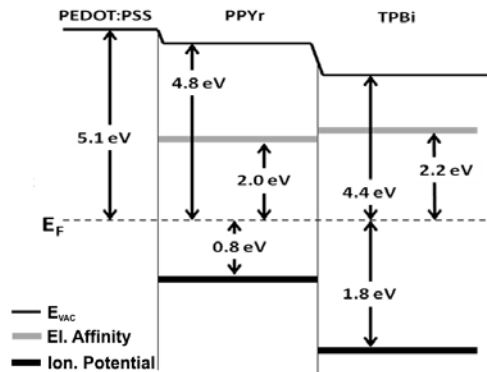 PEDOT:PSS PPYr TPBi
4.8 eV
5.1 eV
2.0 eV
2.2 eV
4.4 eV
EF
0.8 eV
1.8 eV
EVAC
El. Affinity
Ion. Potential